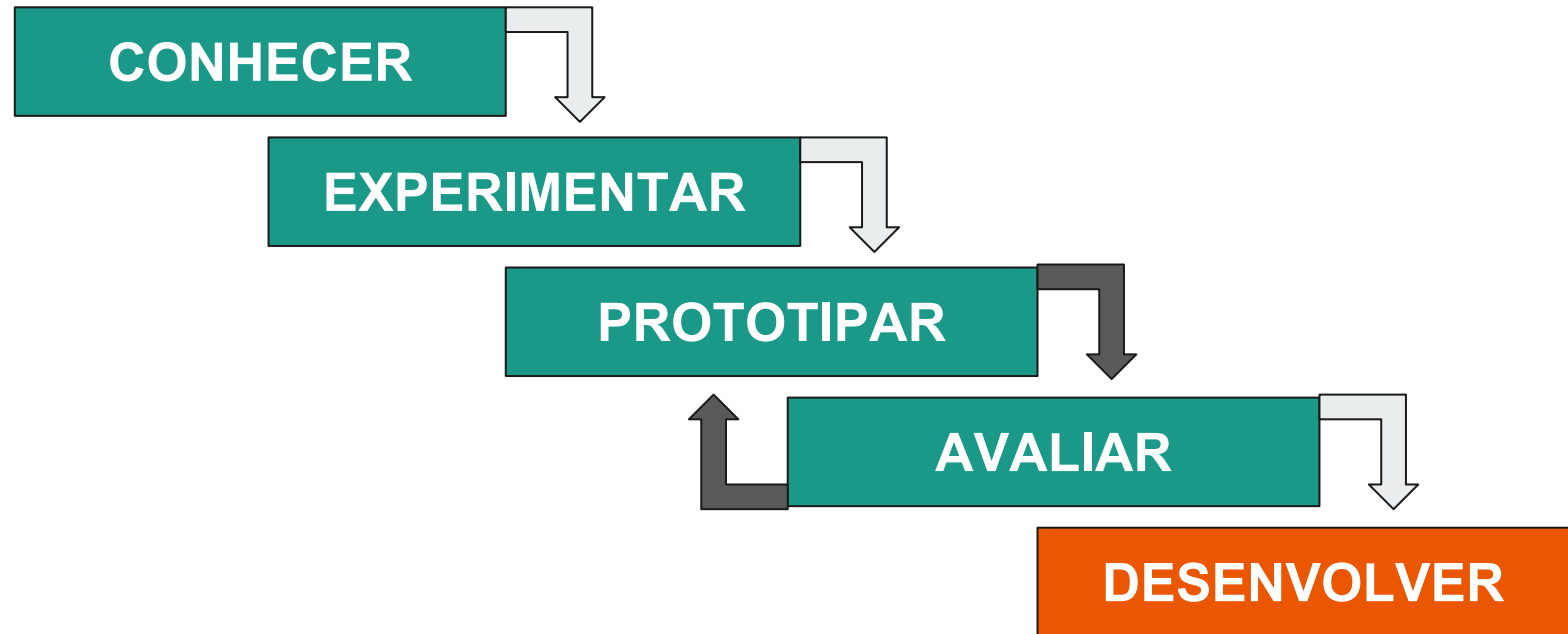 CONHECER
EXPERIMENTAR
PROTOTIPAR
AVALIAR
DESENVOLVER